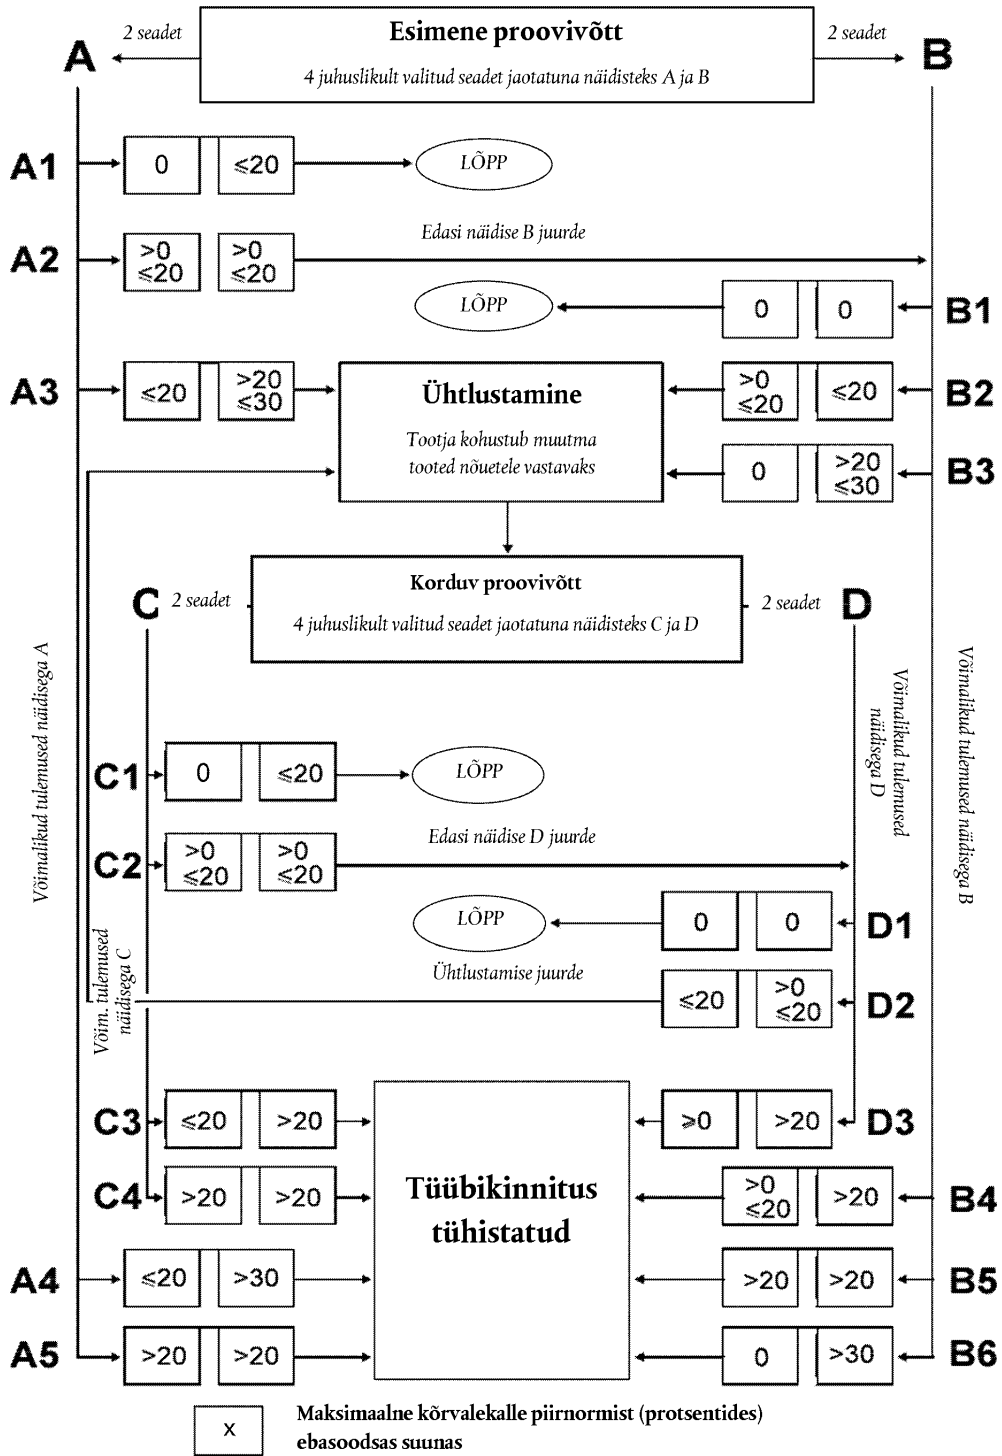 Esimene proovivõtt
4 juhuslikult valitud seadet jaotatuna näidisteks A ja B
2 seadet
2 seadet
A
B
A1
0
⩽20
LÕPP
A2
>0
⩽20
>0
⩽20
Edasi näidise B juurde
LÕPP
0
0
B1
A3
⩽20
>20
⩽30
Ühtlustamine
Tootja kohustub muutma
tooted nõuetele vastavaks
>0
⩽20
⩽20
B2
0
>20
⩽30
B3
Korduv proovivõtt
4 juhuslikult valitud seadet jaotatuna näidisteks C ja D
C
2 seadet
2 seadet
D
Võimalikud tulemused näidisega A
Võimalikud tulemused
näidisega D
Võimalikud tulemused näidisega B
C1
0
⩽20
LÕPP
C2
>0
⩽20
>0
⩽20
Edasi näidise D juurde
LÕPP
0
0
D1
Võim. tulemused
näidisega C
Ühtlustamise juurde
⩽20
>0
⩽20
D2
C3
⩽20
>20
Tüübikinnitus
tühistatud
⩾0
>20
D3
C4
>20
>20
>0
⩽20
>20
B4
A4
⩽20
>30
>20
>20
B5
A5
>20
>20
0
>30
B6
x
Maksimaalne kõrvalekalle piirnormist (protsentides)
ebasoodsas suunas